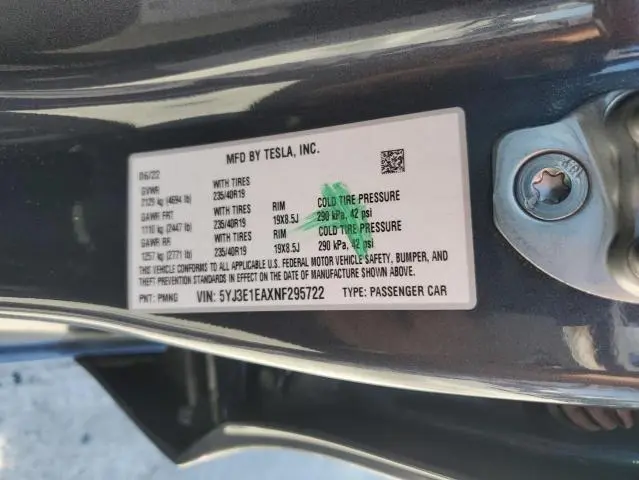 MFD BY TESLA, INC.
06/22
GVWR WITH TIRES
2129 kg (4694 lb) 235/40R19 RIM COLD TIRE PRESSURE
GAWR FRT WITH TIRES 19X8.5J 290 kPa, 42 psi
1110 kg (2447 lb) 235/40R19 RIM COLD TIRE PRESSURE
GAWR RR WITH TIRES 19X8.5J 290 kPa, 42 psi
1257 kg (2771 lb) 235/40R19
THIS VEHICLE CONFORMS TO ALL APPLICABLE U.S. FEDERAL MOTOR VEHICLE SAFETY, BUMPER, AND
THEFT PREVENTION STANDARDS IN EFFECT ON THE DATE OF MANUFACTURE SHOWN ABOVE.
PNT: PMNG VIN: 5YJ3E1EAXNF295722 TYPE: PASSENGER CAR